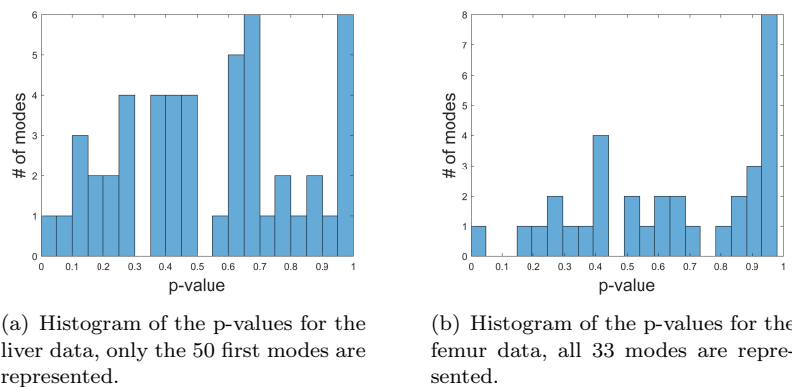 6
5
4
3
2
1
0
# of modes
0 0.1 0.2 0.3 0.4 0.5 0.6 0.7 0.8 0.9 1
p-value
(a) Histogram of the p-values for the
liver data, only the 50 first modes are
represented.
8
7
6
5
4
3
2
1
0
# of modes
0 0.1 0.2 0.3 0.4 0.5 0.6 0.7 0.8 0.9 1
p-value
(b) Histogram of the p-values for the
femur data, all 33 modes are repre-
sented.